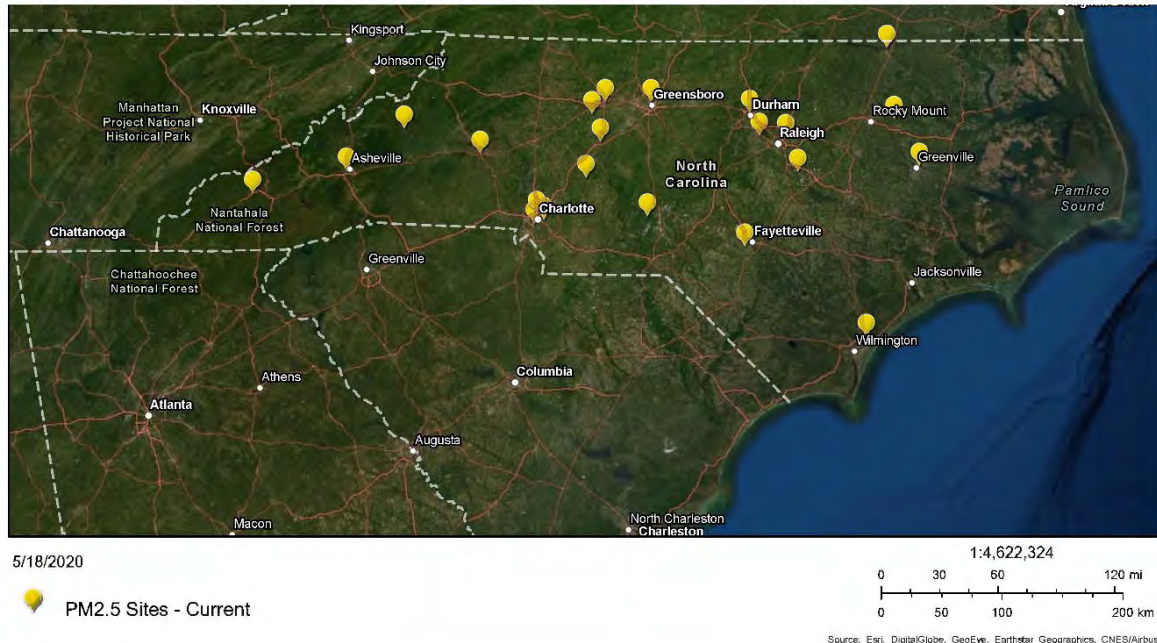 Kingsport
Johnson City
Manhattan
Project National
Historical Park
Knoxville
Greensboro
Durham
Raleigh
Rocky Mount
Asheville
North
Carolina
Greenville
Pamlico
Sound
Nantahala
National Forest
Charlotte
Chattanooga
Fayetteville
Chattahoochee
National Forest
Greenville
Jacksonville
Wilmington
Columbia
Athens
Atlanta
Augusta
Macon
North Charleston
Charleston
5/18/2020
1:4,622,324
0 30 60 120 mi
0 50 100 200 km
PM2.5 Sites - Current
Source: Esri, DigitalGlobe, GeoEye, Earthstar Geographics, CNES/Airbus